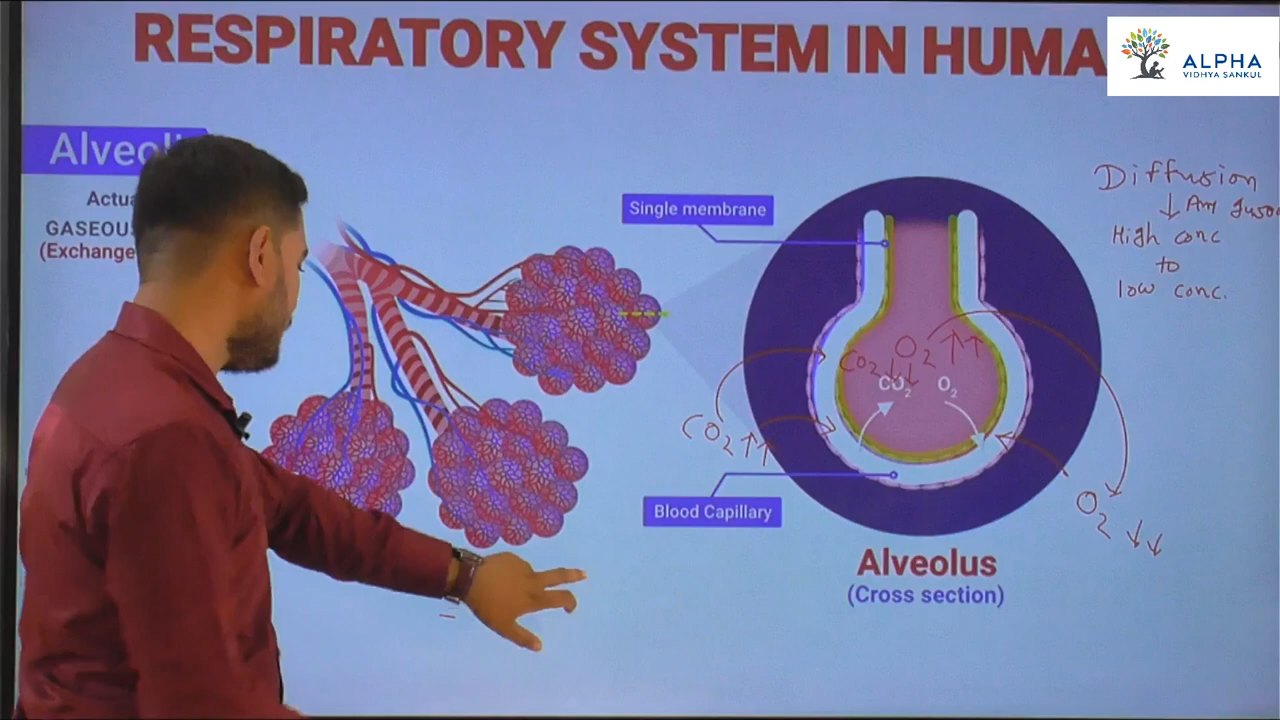 RESPIRATORY SYSTEM IN HUMA
ALPHA
VIDHYA SANKUL
Alveoli
Actua
GASEOU
(Exchange
Single membrane
Diffusion
↓
High conc
to
low conc.
CO2↓↓ O2 ↑↑
CO2 O2
CO2↑↑
O2 ↓↓
Blood Capillary
Alveolus
(Cross section)